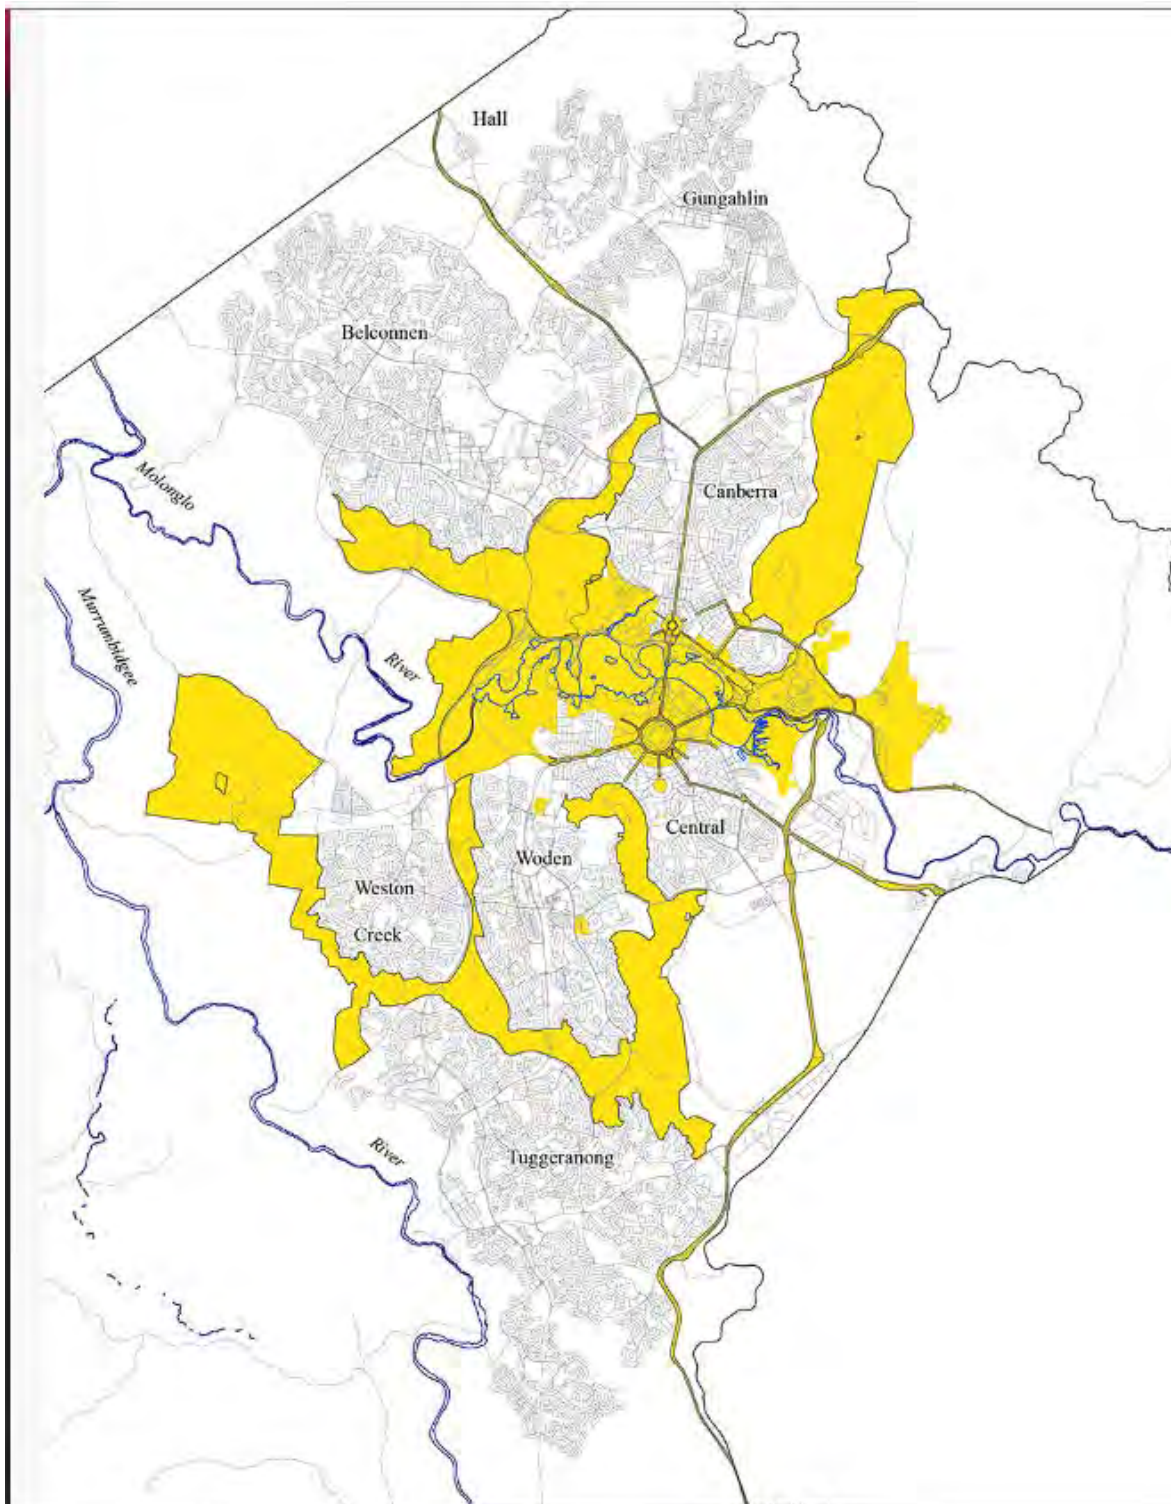 Hall
Gungahlin
Belconnen
Molonglo
Canberra
Murrumbidgee
River
Central
Woden
Weston
Creek
River
Tuggeranong